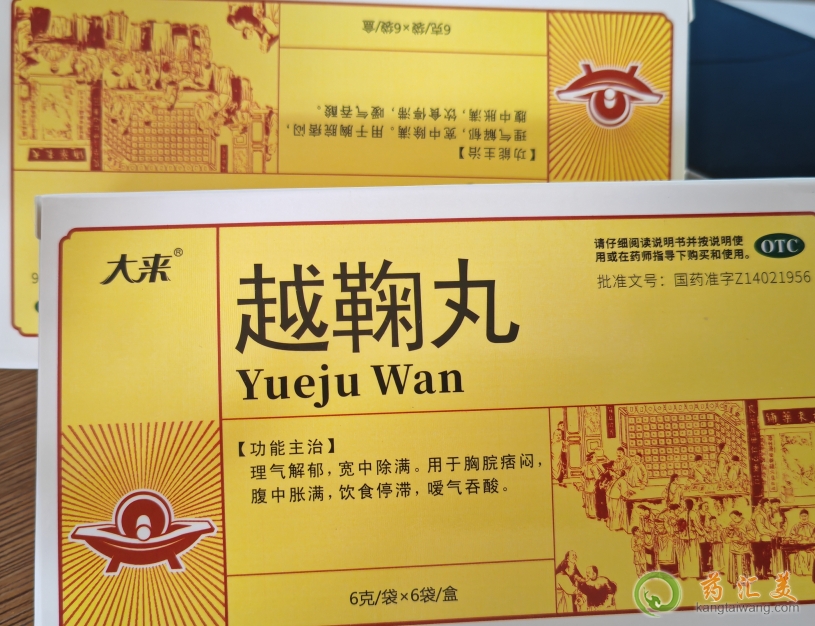 6克/袋×6袋/盒
【功能主治】
理气解郁，宽中除满。用于胸脘痞闷，
腹中胀满，饮食停滞，嗳气吞酸。
大来®
越鞠丸
Yueju Wan
请仔细阅读说明书并按说明使
用或在药师指导下购买和使用。
OTC
批准文号：国药准字Z14021956
【功能主治】
理气解郁，宽中除满。用于胸脘痞闷，
腹中胀满，饮食停滞，嗳气吞酸。
6克/袋×6袋/盒
药汇美
kangtaiwang.com